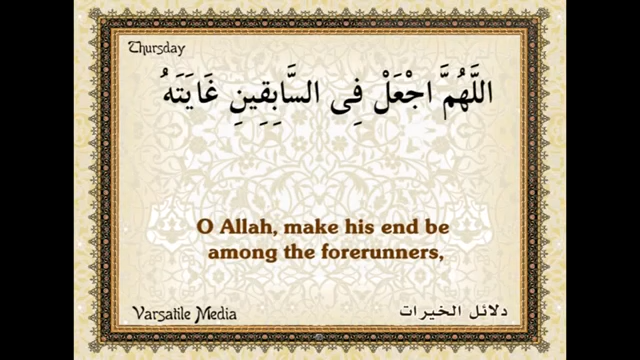 Thursday
اللَّهُمَّ اجْعَلْ فِى السَّابِقِينِ غَايَتَهُ
O Allah, make his end be
among the forerunners,
Varsatile Media
دلائل الخيرات